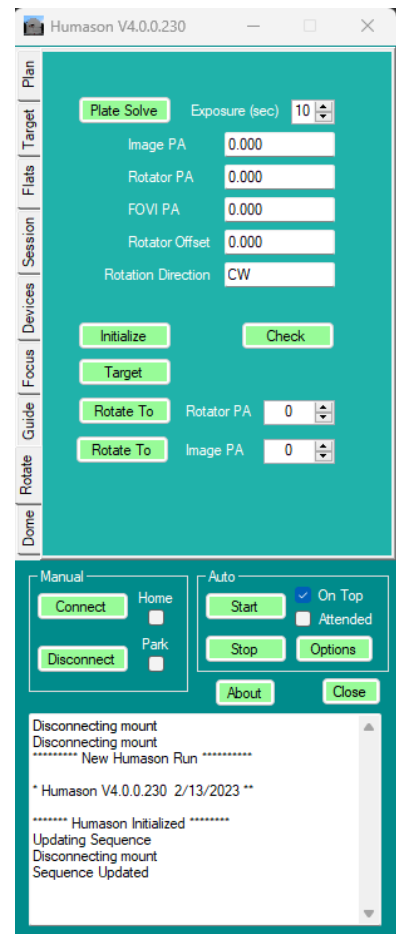 Humason V4.0.0.230
Plan
Target
Flats
Session
Devices
Focus
Guide
Rotate
Dome
Plate Solve Exposure (sec) 10
Image PA 0.000
Rotator PA 0.000
FOVI PA 0.000
Rotator Offset 0.000
Rotation Direction CW
Initialize Check
Target
Rotate To Rotator PA 0
Rotate To Image PA 0
Manual
Connect Home
Disconnect Park
Auto
Start On Top
Attended
Stop Options
About Close
Disconnecting mount
Disconnecting mount
********* New Humason Run **********
* Humason V4.0.0.230 2/13/2023 **
******* Humason Initialized ********
Updating Sequence
Disconnecting mount
Sequence Updated